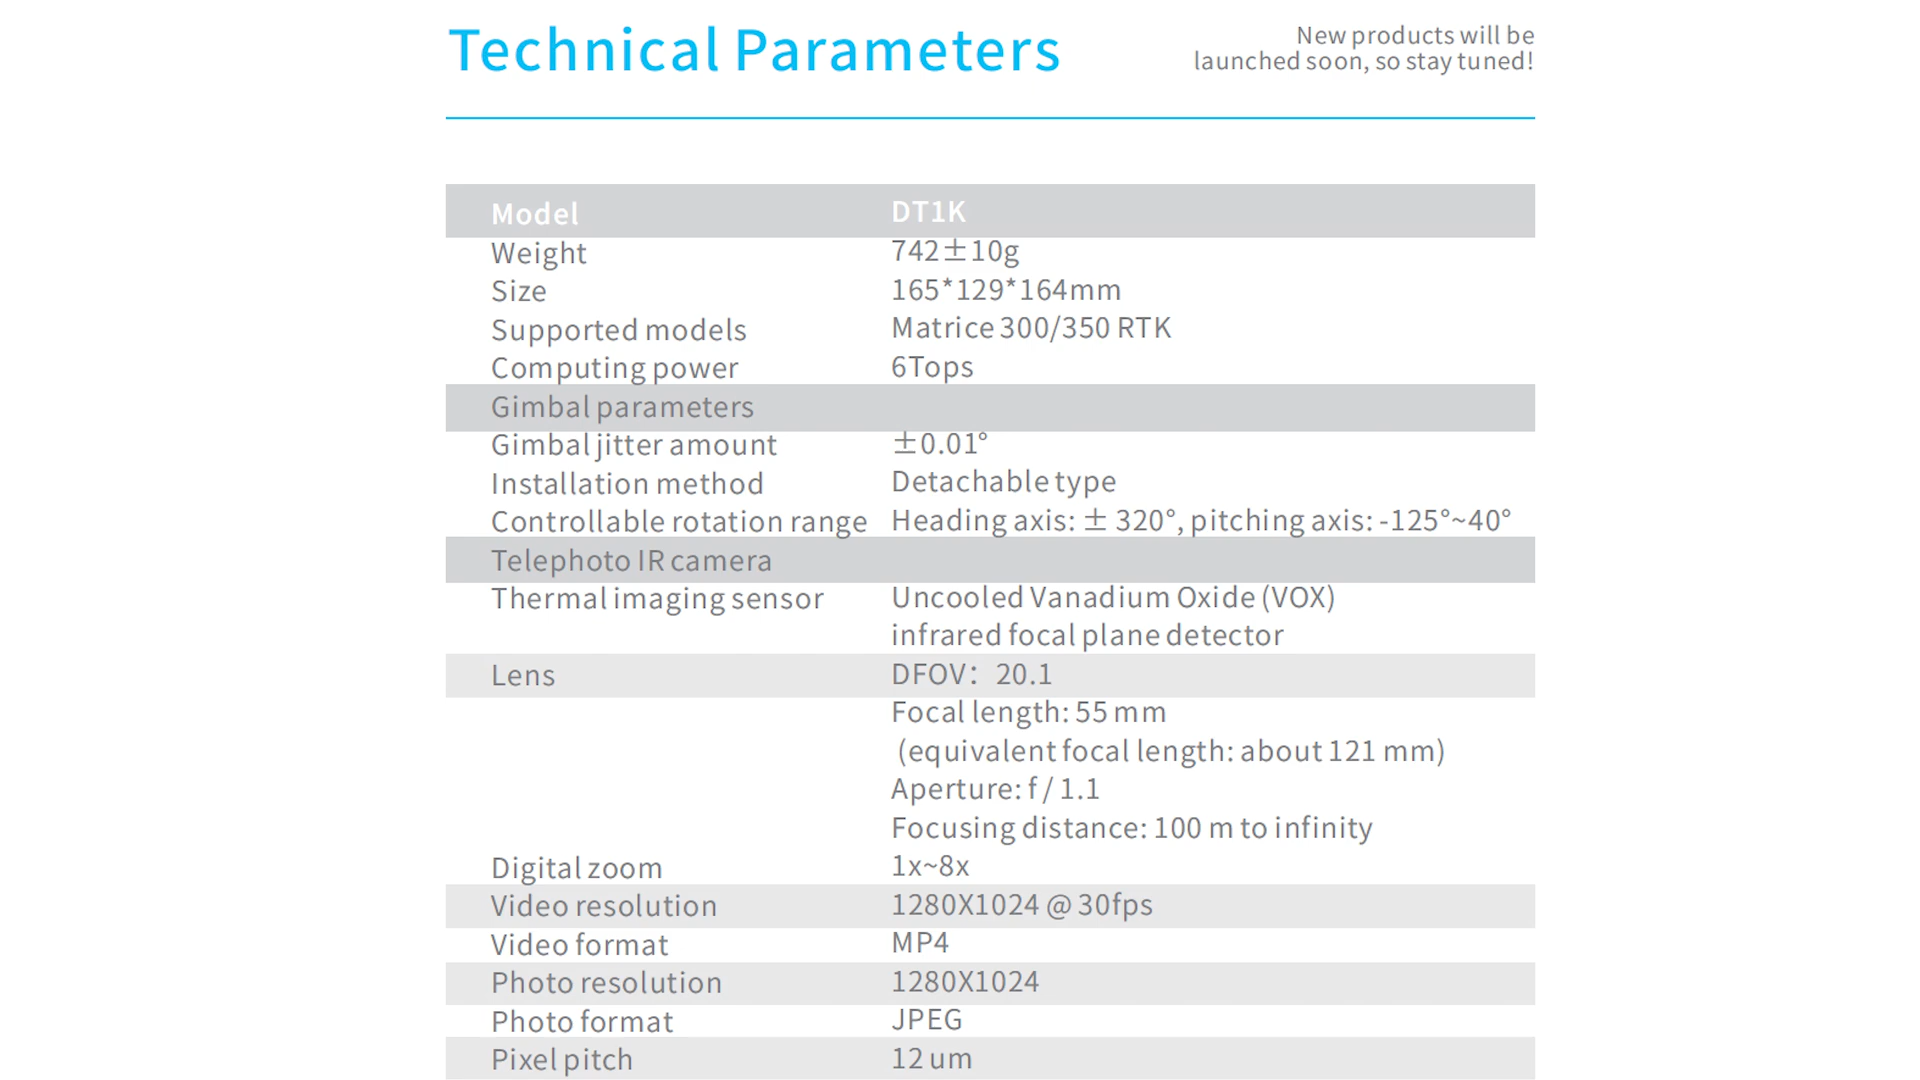 Technical Parameters
New products will be
launched soon, so stay tuned!
Model DT1K
Weight 742±10g
Size 165*129*164mm
Supported models Matrice 300/350 RTK
Computing power 6Tops
Gimbal parameters
Gimbal jitter amount ±0.01°
Installation method Detachable type
Controllable rotation range Heading axis: ± 320°, pitching axis: -125°~40°
Telephoto IR camera
Thermal imaging sensor Uncooled Vanadium Oxide (VOX)
infrared focal plane detector
Lens DFOV： 20.1
Focal length: 55 mm
(equivalent focal length: about 121 mm)
Aperture: f / 1.1
Focusing distance: 100 m to infinity
Digital zoom 1x~8x
Video resolution 1280X1024 @ 30fps
Video format MP4
Photo resolution 1280X1024
Photo format JPEG
Pixel pitch 12 um